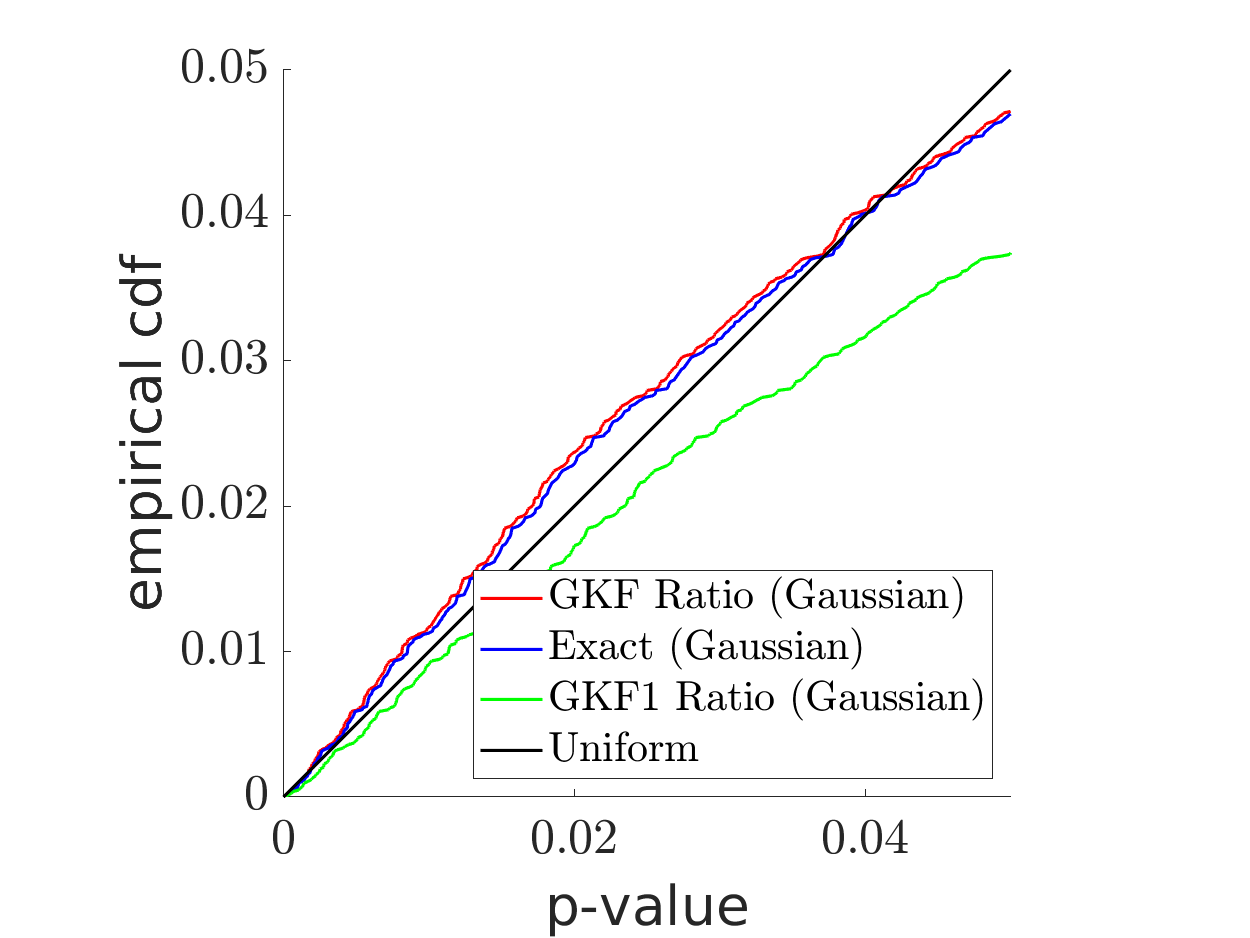 0.05
0.04
0.03
0.02
0.01
0
empirical cdf
GKF Ratio (Gaussian)
Exact (Gaussian)
GKF1 Ratio (Gaussian)
Uniform
0
0.02
0.04
p-value